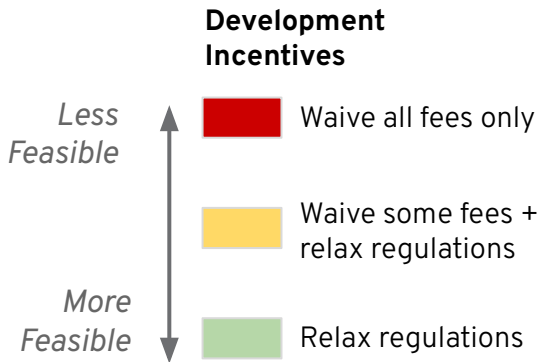 Development
Incentives
Less
Feasible
Waive all fees only
Waive some fees +
relax regulations
More
Feasible
Relax regulations